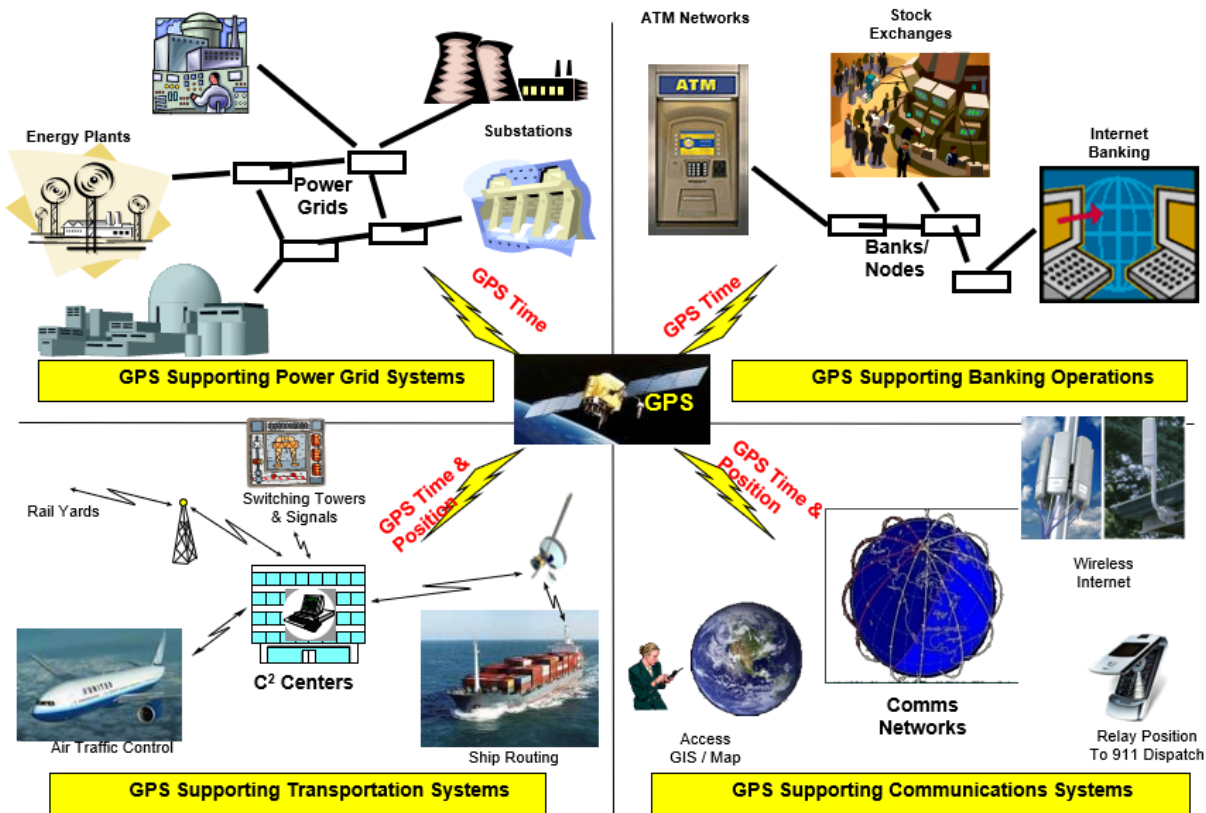 Energy Plants
Substations
Power
Grids
GPS Time
GPS Supporting Power Grid Systems
ATM Networks
Stock
Exchanges
ATM
Internet
Banking
Banks/
Nodes
GPS Time
GPS Supporting Banking Operations
GPS
Rail Yards
Switching Towers
& Signals
GPS Time &
Position
C² Centers
UNITED
Air Traffic Control
Ship Routing
GPS Supporting Transportation Systems
GPS Time &
Position
Wireless
Internet
Comms
Networks
Access
GIS / Map
Relay Position
To 911 Dispatch
GPS Supporting Communications Systems